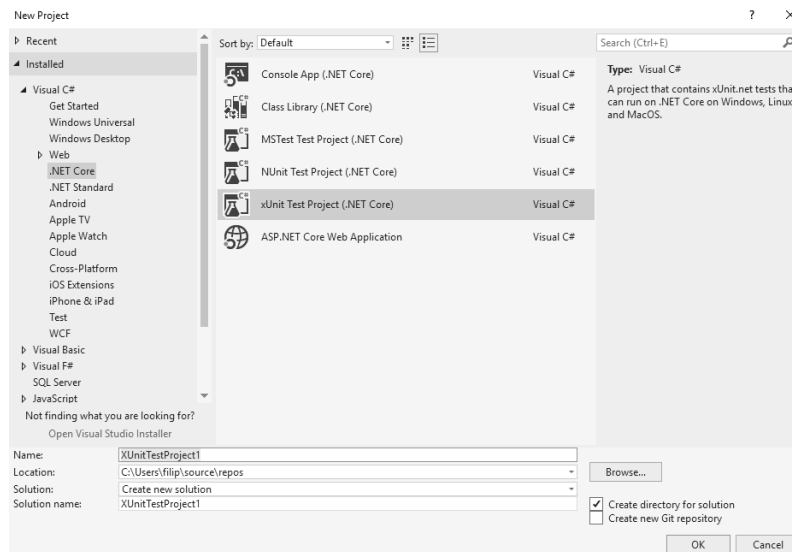 New Project
? X
Recent
Installed
Visual C#
Get Started
Windows Universal
Windows Desktop
Web
.NET Core
.NET Standard
Android
Apple TV
Apple Watch
Cloud
Cross-Platform
iOS Extensions
iPhone & iPad
Test
WCF
Visual Basic
Visual F#
SQL Server
JavaScript
Not finding what you are looking for?
Open Visual Studio Installer
Sort by: Default
Console App (.NET Core) Visual C#
Class Library (.NET Core) Visual C#
MSTest Test Project (.NET Core) Visual C#
NUnit Test Project (.NET Core) Visual C#
xUnit Test Project (.NET Core) Visual C#
ASP.NET Core Web Application Visual C#
Search (Ctrl+E)
Type: Visual C#
A project that contains xUnit.net tests tha
can run on .NET Core on Windows, Linux
and MacOS.
Name: XUnitTestProject1
Location: C:\Users\filip\source\repos
Browse...
Solution: Create new solution
Solution name: XUnitTestProject1
Create directory for solution
Create new Git repository
OK Cancel